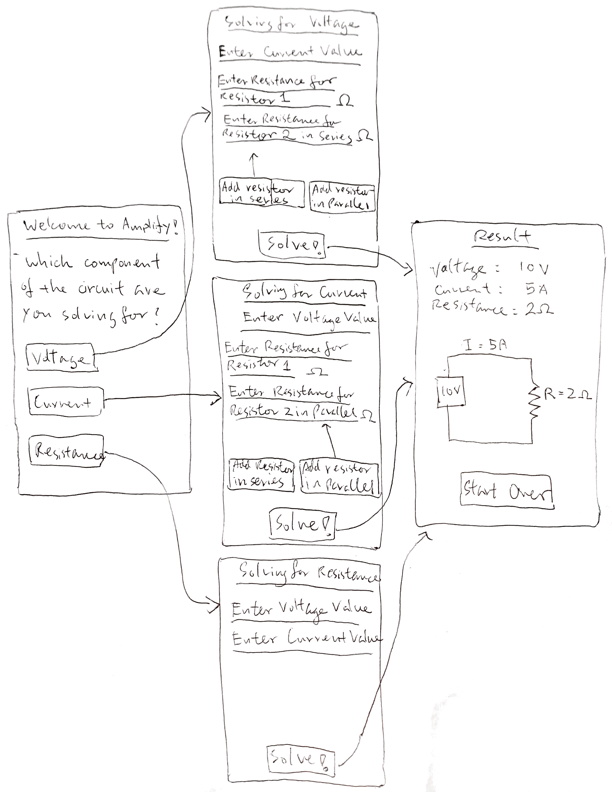 Welcome to Amplify!
Which component
of the circuit are
you solving for?
Voltage
Current
Resistance
Solving for Voltage
Enter Current Value
Enter Resistance for
Resistor 1 Ω
Enter Resistance for
Resistor 2 in series Ω
Add resistor
in series
Add resistor
in Parallel
Solve!
Solving for Current
Enter Voltage Value
Enter Resistance for
Resistor 1 Ω
Enter Resistance for
Resistor 2 in Parallel Ω
Add Resistor
in series
Add resistor
in Parallel
Solve!
Solving for Resistance
Enter Voltage Value
Enter Current Value
Solve!
Result
Voltage: 10V
Current: 5A
Resistance: 2Ω
I = 5A
10V
R = 2Ω
Start Over